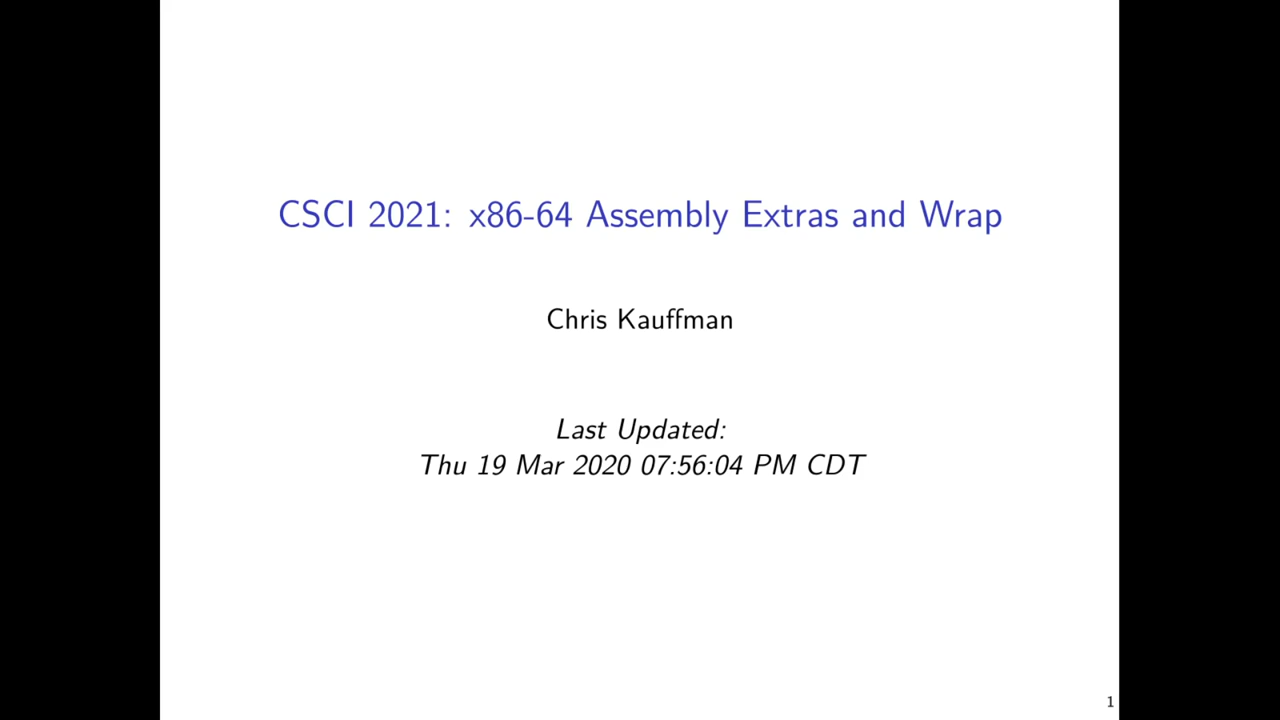 CSCI 2021: x86-64 Assembly Extras and Wrap
Chris Kauffman
Last Updated:
Thu 19 Mar 2020 07:56:04 PM CDT
1